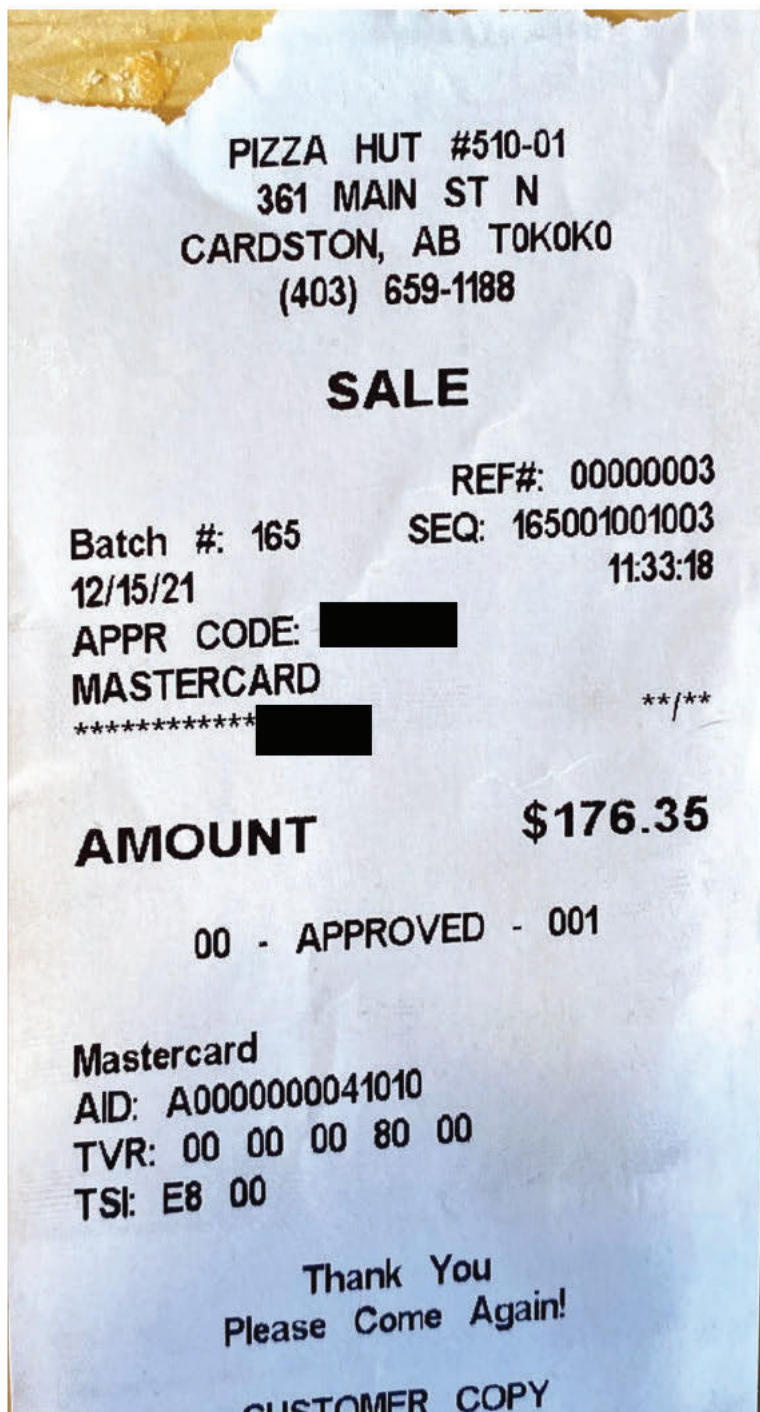 PIZZA HUT #510-01
361 MAIN ST N
CARDSTON, AB T0K0K0
(403) 659-1188
SALE
REF#: 00000003
Batch #: 165 SEQ: 165001001003
12/15/21 11:33:18
APPR CODE:
MASTERCARD
************ **/**
AMOUNT $176.35
00 - APPROVED - 001
Mastercard
AID: A0000000041010
TVR: 00 00 00 80 00
TSI: E8 00
Thank You
Please Come Again!
CUSTOMER COPY